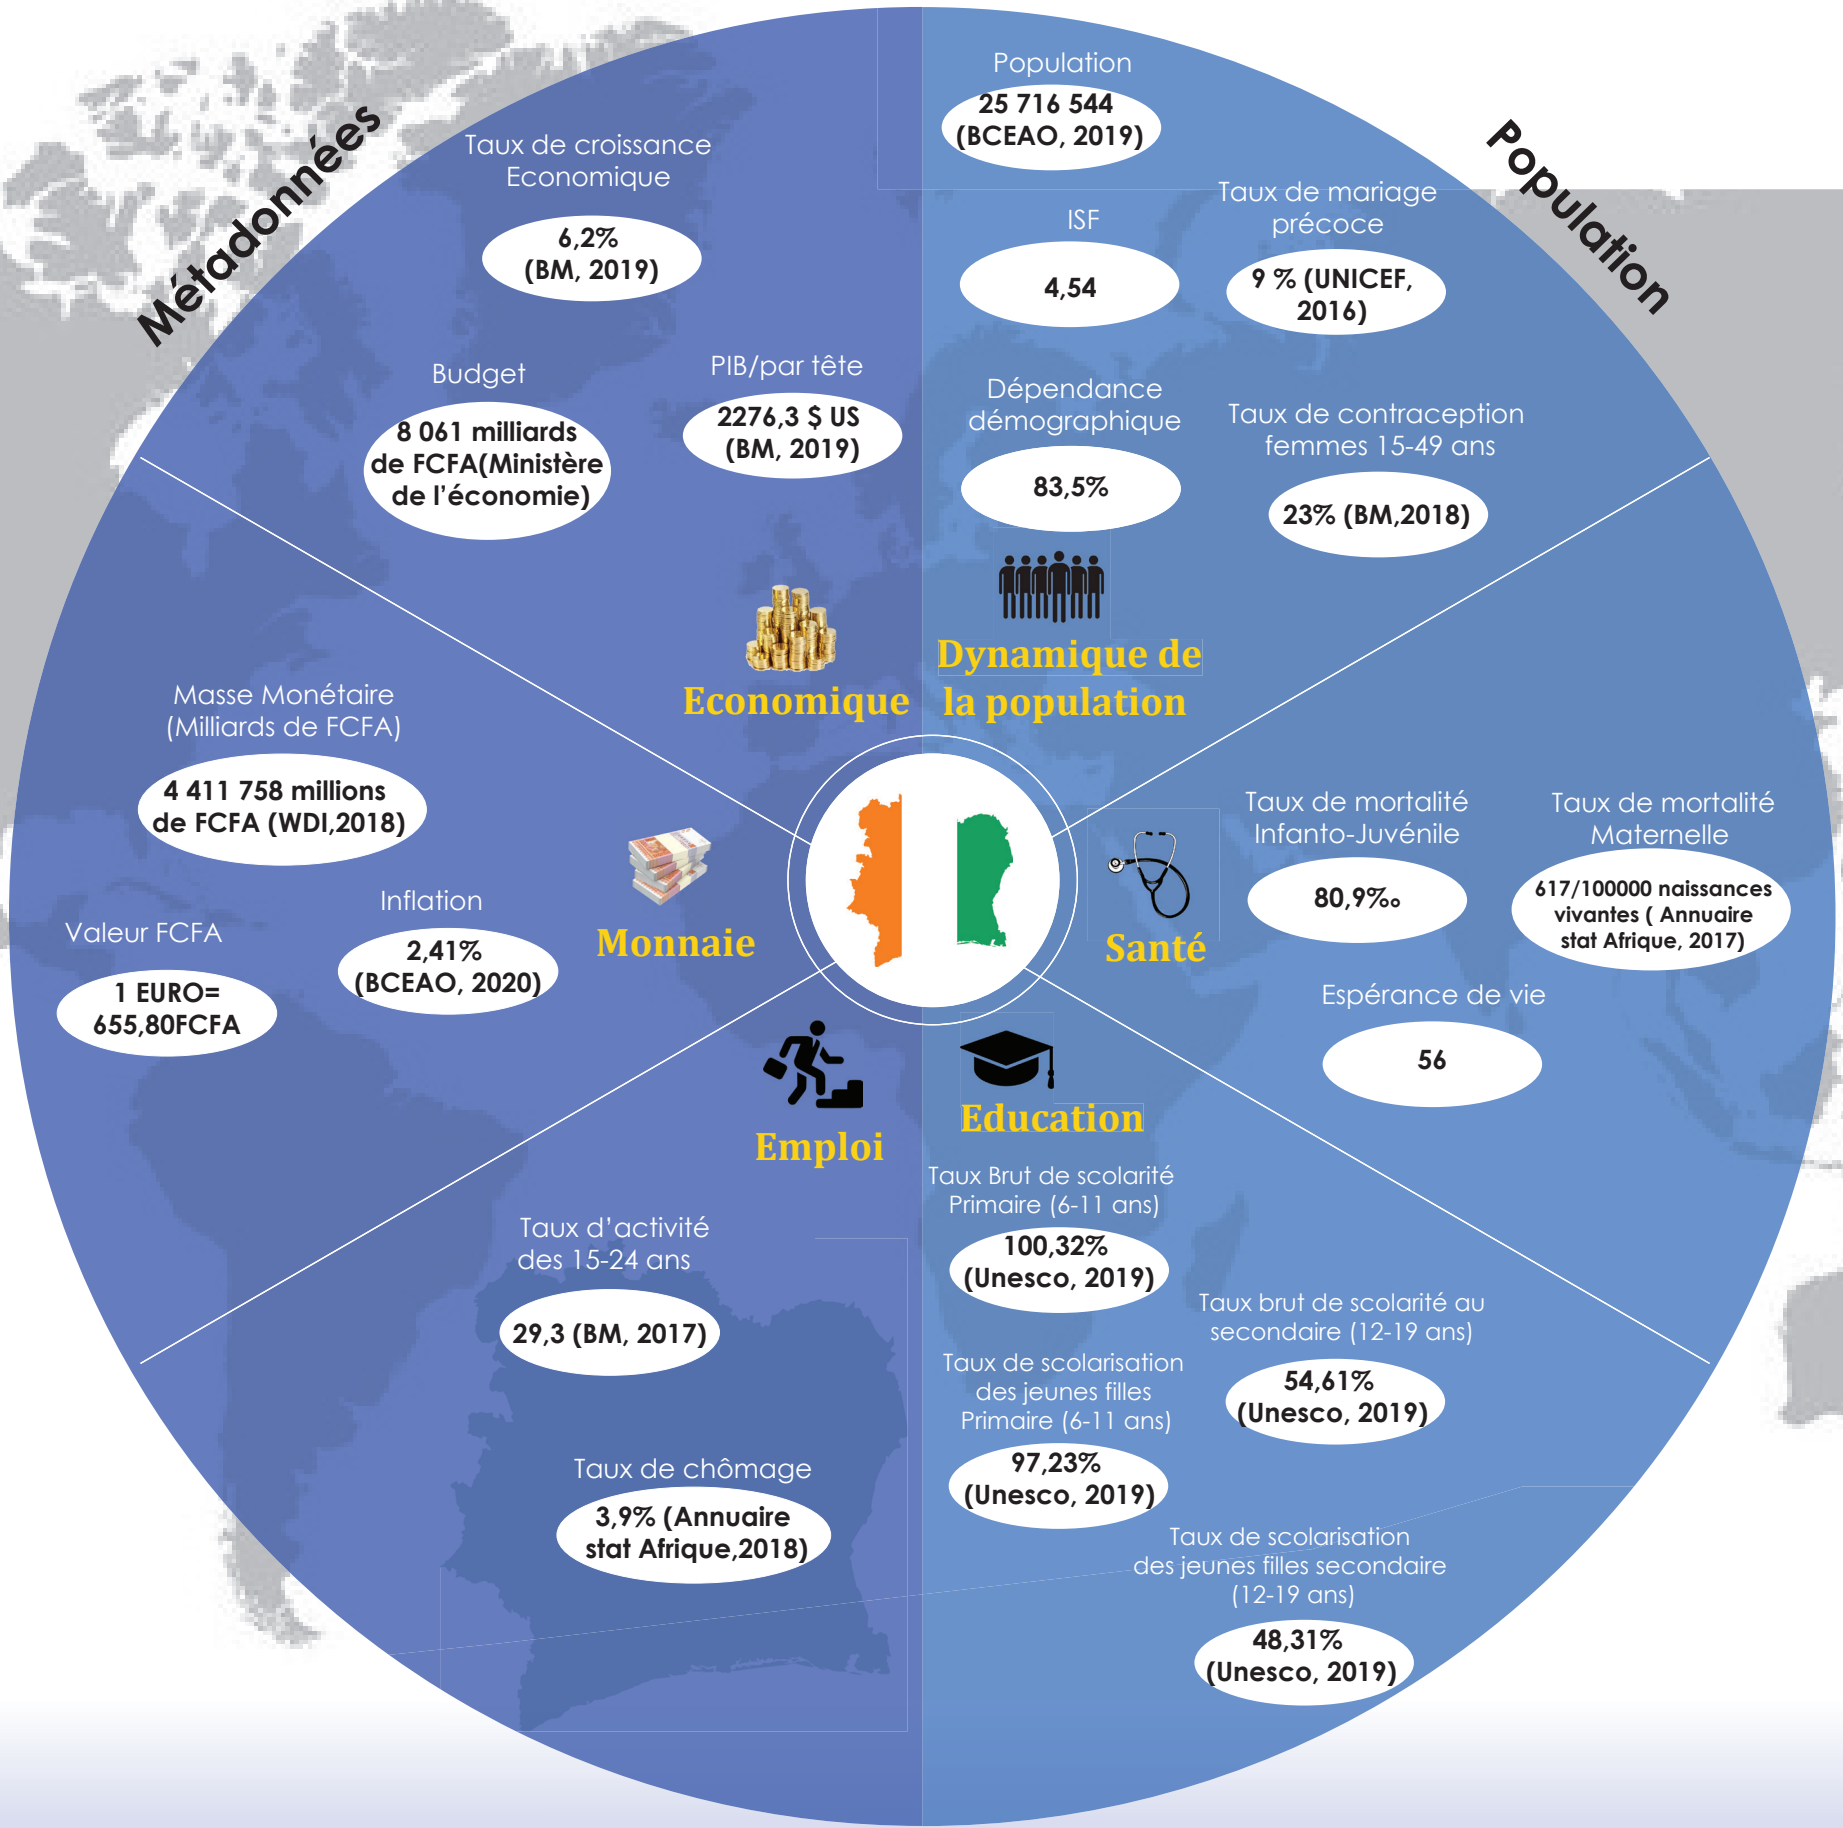 Métadonnées
Taux de croissance
Economique
6,2%
(BM, 2019)
Budget
8 061 milliards
de FCFA(Ministère
de l'économie)
PIB/par tête
2276,3 $ US
(BM, 2019)
Economique
Masse Monétaire
(Milliards de FCFA)
4 411 758 millions
de FCFA (WDI,2018)
Inflation
2,41%
(BCEAO, 2020)
Valeur FCFA
1 EURO=
655,80FCFA
Monnaie
Emploi
Taux d'activité
des 15-24 ans
29,3 (BM, 2017)
Taux de chômage
3,9% (Annuaire
stat Afrique,2018)
Population
Population
25 716 544
(BCEAO, 2019)
ISF
4,54
Taux de mariage
précoce
9 % (UNICEF,
2016)
Dépendance
démographique
83,5%
Taux de contraception
femmes 15-49 ans
23% (BM,2018)
Dynamique de
la population
Santé
Taux de mortalité
Infanto-Juvénile
80,9‰
Taux de mortalité
Maternelle
617/100000 naissances
vivantes ( Annuaire
stat Afrique, 2017)
Espérance de vie
56
Education
Taux Brut de scolarité
Primaire (6-11 ans)
100,32%
(Unesco, 2019)
Taux brut de scolarité au
secondaire (12-19 ans)
54,61%
(Unesco, 2019)
Taux de scolarisation
des jeunes filles
Primaire (6-11 ans)
97,23%
(Unesco, 2019)
Taux de scolarisation
des jeunes filles secondaire
(12-19 ans)
48,31%
(Unesco, 2019)